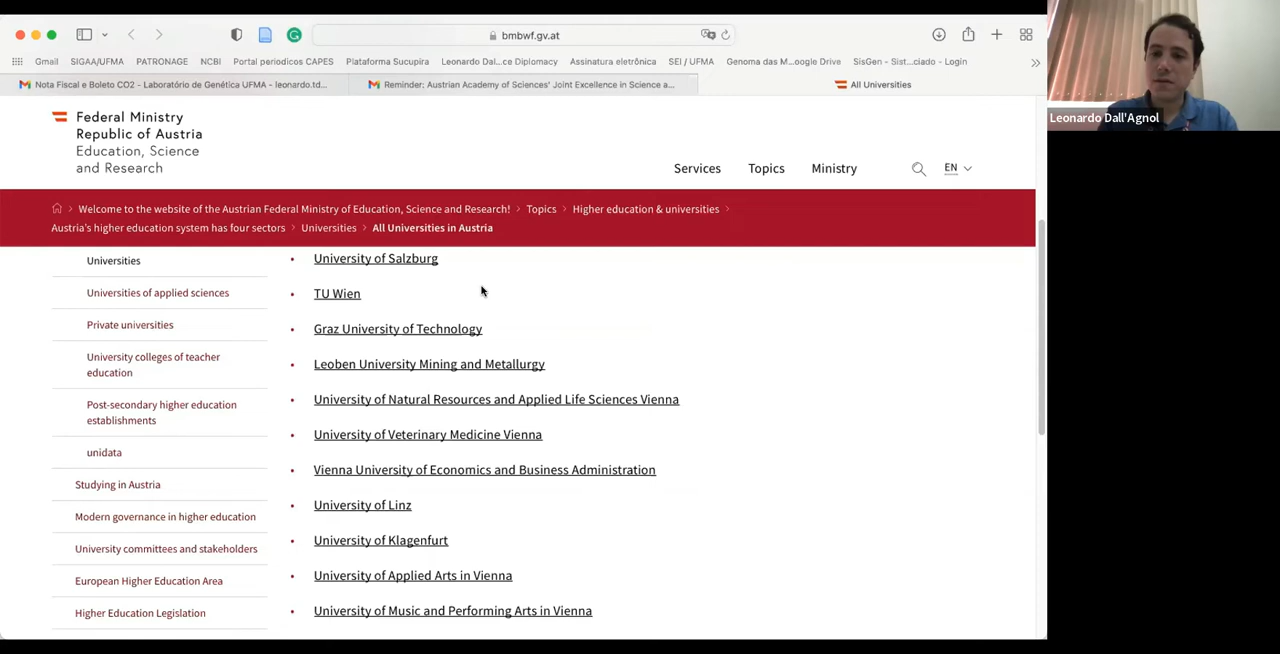 bmbwf.gv.at
Gmail SIGAA/UFMA PATRONAGE NCBI Portal periodicos CAPES Plataforma Sucupira Leonardo Dal...ce Diplomacy Assinatura eletrônica SEI / UFMA Genoma das M...oogle Drive SisGen - Sist...ciado - Login
Nota Fiscal e Boleto CO2 - Laboratório de Genética UFMA - leonardo.td...
Reminder: Austrian Academy of Sciences' Joint Excellence in Science a...
All Universities
Leonardo Dall'Agnol
Federal Ministry
Republic of Austria
Education, Science
and Research
Services Topics Ministry EN
Welcome to the website of the Austrian Federal Ministry of Education, Science and Research! > Topics > Higher education & universities >
Austria's higher education system has four sectors > Universities > All Universities in Austria
Universities
Universities of applied sciences
Private universities
University colleges of teacher
education
Post-secondary higher education
establishments
unidata
Studying in Austria
Modern governance in higher education
University committees and stakeholders
European Higher Education Area
Higher Education Legislation
• University of Salzburg
• TU Wien
• Graz University of Technology
• Leoben University Mining and Metallurgy
• University of Natural Resources and Applied Life Sciences Vienna
• University of Veterinary Medicine Vienna
• Vienna University of Economics and Business Administration
• University of Linz
• University of Klagenfurt
• University of Applied Arts in Vienna
• University of Music and Performing Arts in Vienna